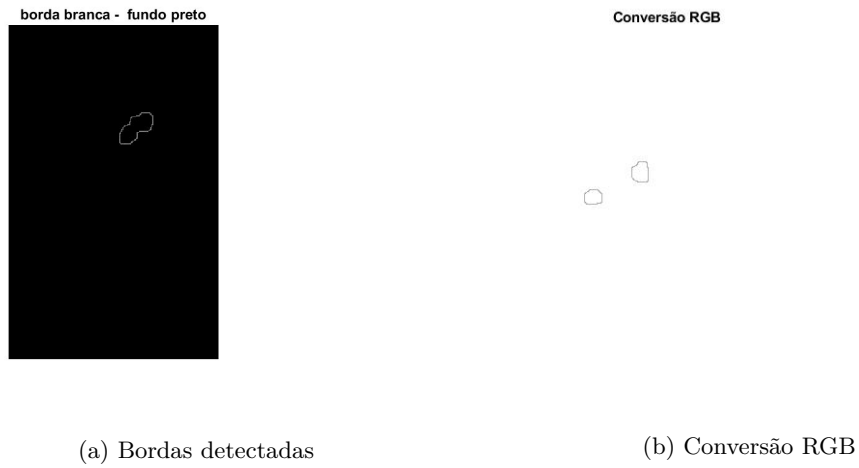 borda branca -  fundo preto
Conversão RGB
(a) Bordas detectadas
(b) Conversão RGB